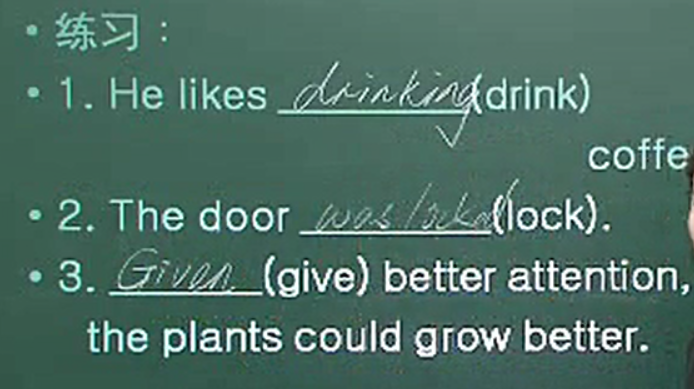 • 练习：
• 1. He likes drinking (drink)
coffe
• 2. The door was locked (lock).
• 3. Given (give) better attention,
the plants could grow better.